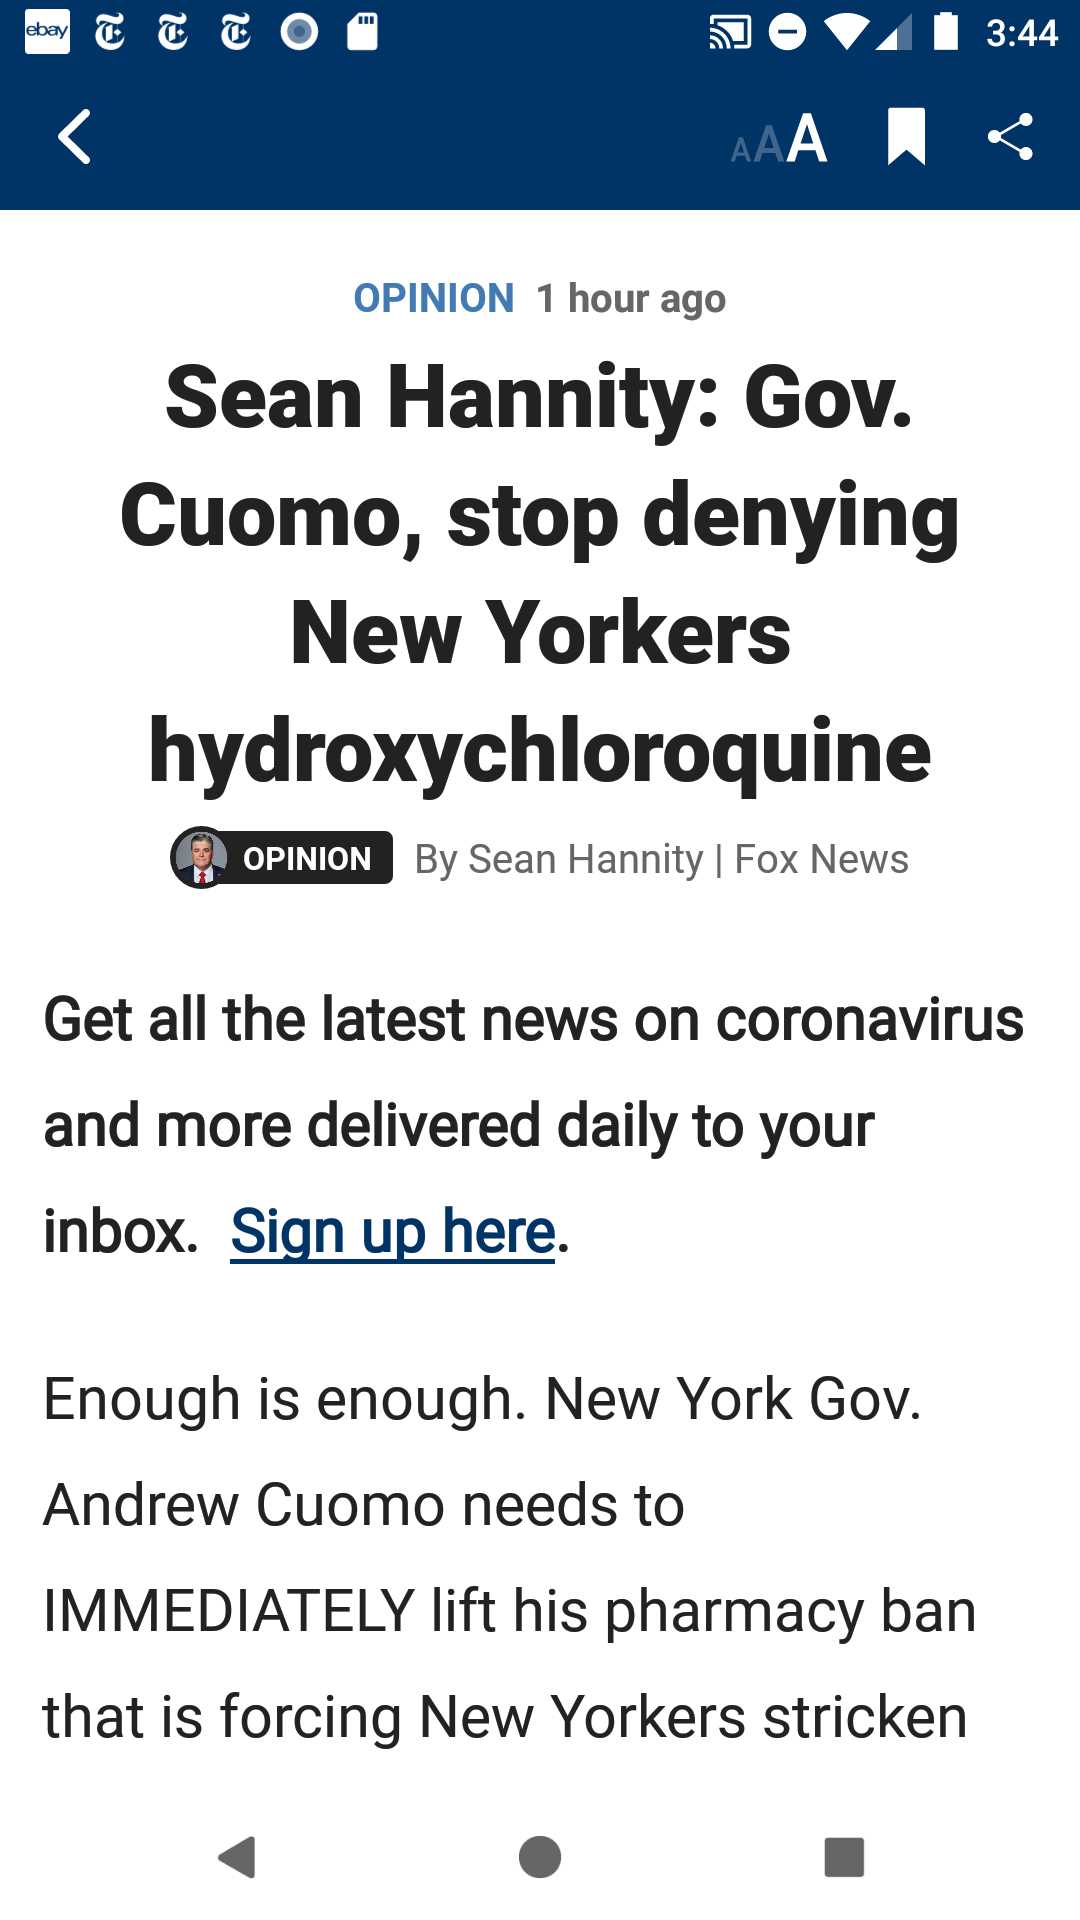 ebay
3:44
AAA
OPINION 1 hour ago
Sean Hannity: Gov.
Cuomo, stop denying
New Yorkers
hydroxychloroquine
OPINION By Sean Hannity | Fox News
Get all the latest news on coronavirus
and more delivered daily to your
inbox. Sign up here.
Enough is enough. New York Gov.
Andrew Cuomo needs to
IMMEDIATELY lift his pharmacy ban
that is forcing New Yorkers stricken